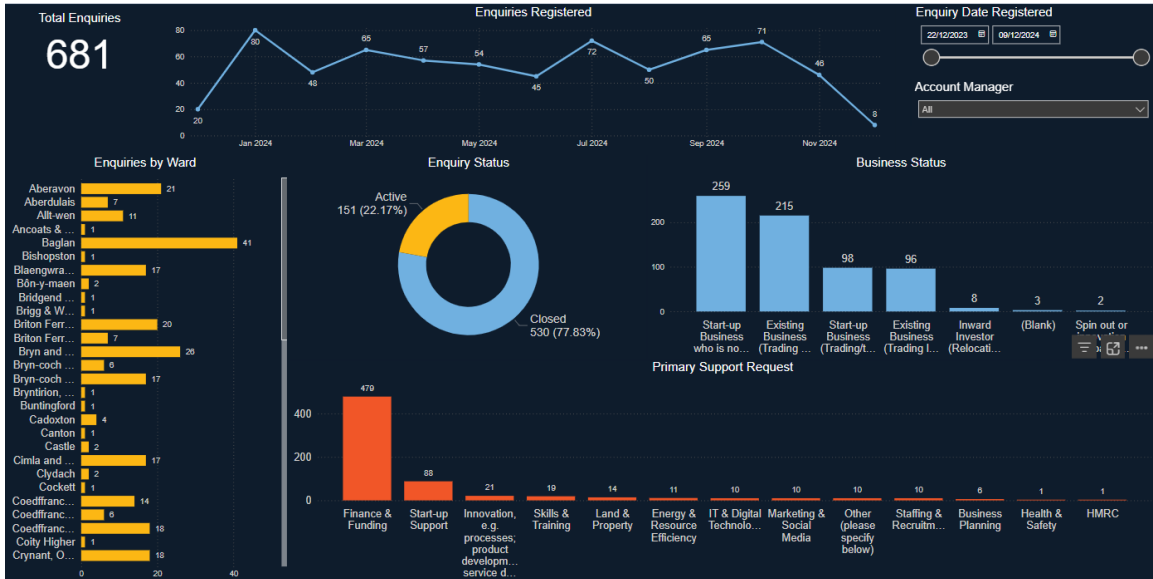 Total Enquiries
681
Enquiries Registered
80
60
40
20
0
20
80
48
65
57
54
45
72
50
65
71
46
8
Jan 2024
Mar 2024
May 2024
Jul 2024
Sep 2024
Nov 2024
Enquiry Date Registered
22/12/2023
09/12/2024
Account Manager
All
Enquiries by Ward
Aberavon 21
Aberdulais 7
Allt-wen 11
Ancoats & ... 1
Baglan 41
Bishopston 1
Blaengwra... 17
Bôn-y-maen 2
Bridgend ... 1
Brigg & W... 1
Briton Ferr... 20
Briton Ferr... 7
Bryn and ... 26
Bryn-coch ... 6
Bryn-coch ... 17
Bryntirion, ... 1
Buntingford 1
Cadoxton 4
Canton 1
Castle 2
Cimla and ... 17
Clydach 2
Cockett 1
Coedffranc... 14
Coedffranc... 6
Coedffranc... 18
Coity Higher 1
Crynant, O... 18
0
20
40
Enquiry Status
Active
151 (22.17%)
Closed
530 (77.83%)
Business Status
200
100
0
259
215
98
96
8
3
2
Start-up
Business
who is no...
Existing
Business
(Trading ...
Start-up
Business
(Trading/t...
Existing
Business
(Trading l...
Inward
Investor
(Relocati...
(Blank)
Spin out or
Primary Support Request
400
200
0
479
88
21
19
14
11
10
10
10
10
6
1
1
Finance &
Funding
Start-up
Support
Innovation,
e.g.
processes;
product
developm...
service d...
Skills &
Training
Land &
Property
Energy &
Resource
Efficiency
IT & Digital
Technolo...
Marketing &
Social
Media
Other
(please
specify
below)
Staffing &
Recruitm...
Business
Planning
Health &
Safety
HMRC